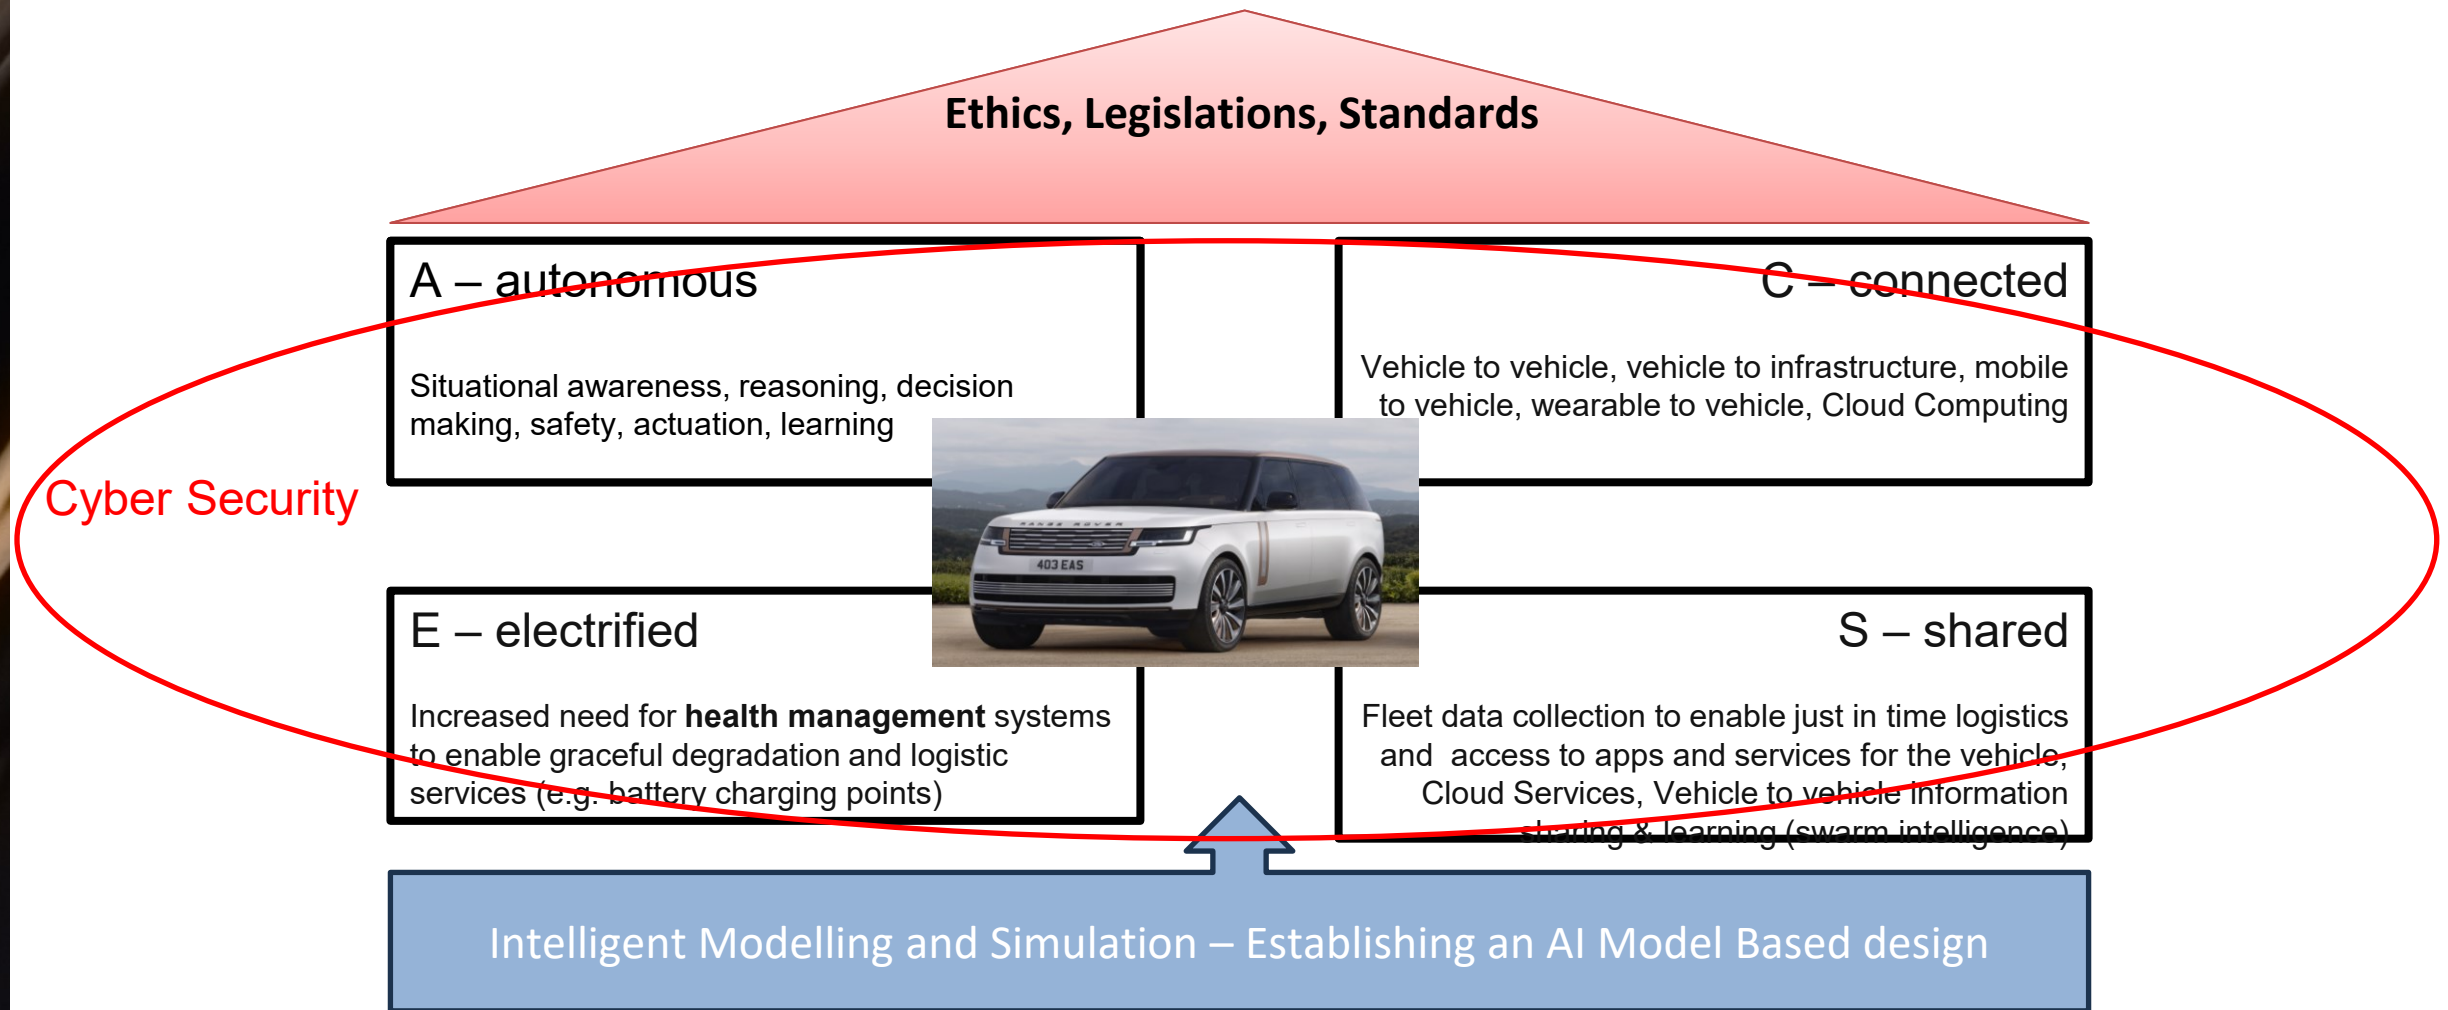 Ethics, Legislations, Standards
A – autonomous
Situational awareness, reasoning, decision
making, safety, actuation, learning
C – connected
Vehicle to vehicle, vehicle to infrastructure, mobile
to vehicle, wearable to vehicle, Cloud Computing
Cyber Security
RANGE ROVER
403 EAS
E – electrified
Increased need for health management systems
to enable graceful degradation and logistic
services (e.g. battery charging points)
S – shared
Fleet data collection to enable just in time logistics
and  access to apps and services for the vehicle,
Cloud Services, Vehicle to vehicle information
sharing & learning (swarm intelligence)
Intelligent Modelling and Simulation – Establishing an AI Model Based design